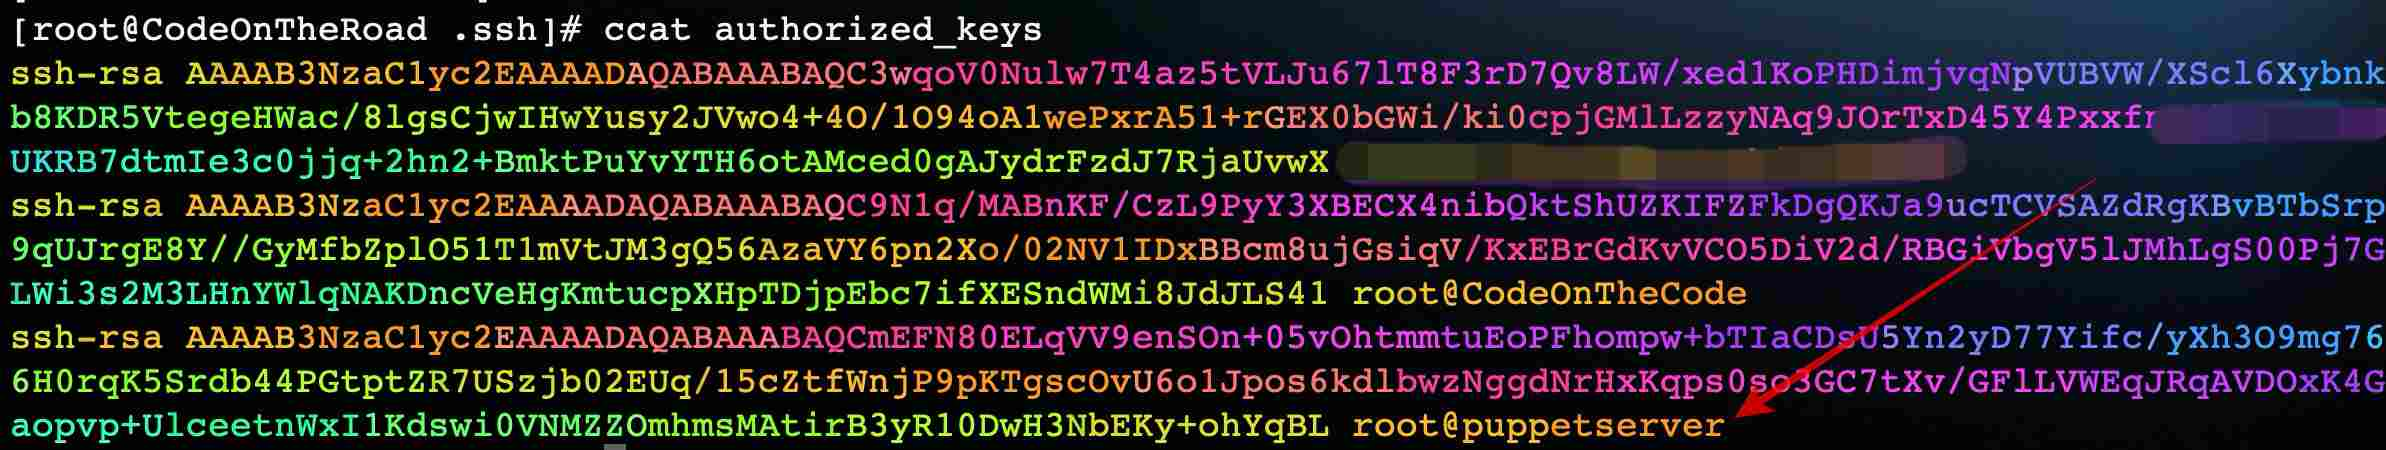 [root@CodeOnTheRoad .ssh]# ccat authorized_keys
ssh-rsa AAAAB3NzaC1yc2EAAAADAQABAAABAQC3wqoV0Nulw7T4az5tVLJu67lT8F3rD7Qv8LW/xed1KoPHDimjvqNpVUBVW/XScl6Xybnk
b8KDR5VtegeHWac/8lgsCjwIHwYusy2JVwo4+4O/1O94oA1wePxrA51+rGEX0bGWi/ki0cpjGMlLzzyNAq9JOrTxD45Y4Pxxfr
UKRB7dtmIe3c0jjq+2hn2+BmktPuYvYTH6otAMced0gAJydrFzdJ7RjaUvwX
ssh-rsa AAAAB3NzaC1yc2EAAAADAQABAAABAQC9N1q/MABnKF/CzL9PyY3XBECX4nibQktShUZKIFZFkDgQKJa9ucTCVSAZdRgKBvBTbSrp
9qUJrgE8Y//GyMfbZplO51T1mVtJM3gQ56AzaVY6pn2Xo/02NV1IDxBBcm8ujGsiqV/KxEBrGdKvVCO5DiV2d/RBGiVbgV5lJMhLgS00Pj7G
LWi3s2M3LHnYWlqNAKDncVeHgKmtucpXHpTDjpEbc7ifXESndWMi8JdJLS41 root@CodeOnTheCode
ssh-rsa AAAAB3NzaC1yc2EAAAADAQABAAABAQCmEFN80ELqVV9enSOn+05vOhtmmtuEoPFhompw+bTIaCDsU5Yn2yD77Yifc/yXh3O9mg76
6H0rqK5Srdb44PGtptZR7USzjb02EUq/15cZtfWnjP9pKTgscOvU6o1Jpos6kdlbwzNggdNrHxKqps0so3GC7tXv/GFlLVWEqJRqAVDOxK4G
aopvp+UlceetnWxI1Kdswi0VNMZZOmhmsMAtirB3yR10DwH3NbEKy+ohYqBL root@puppetserver